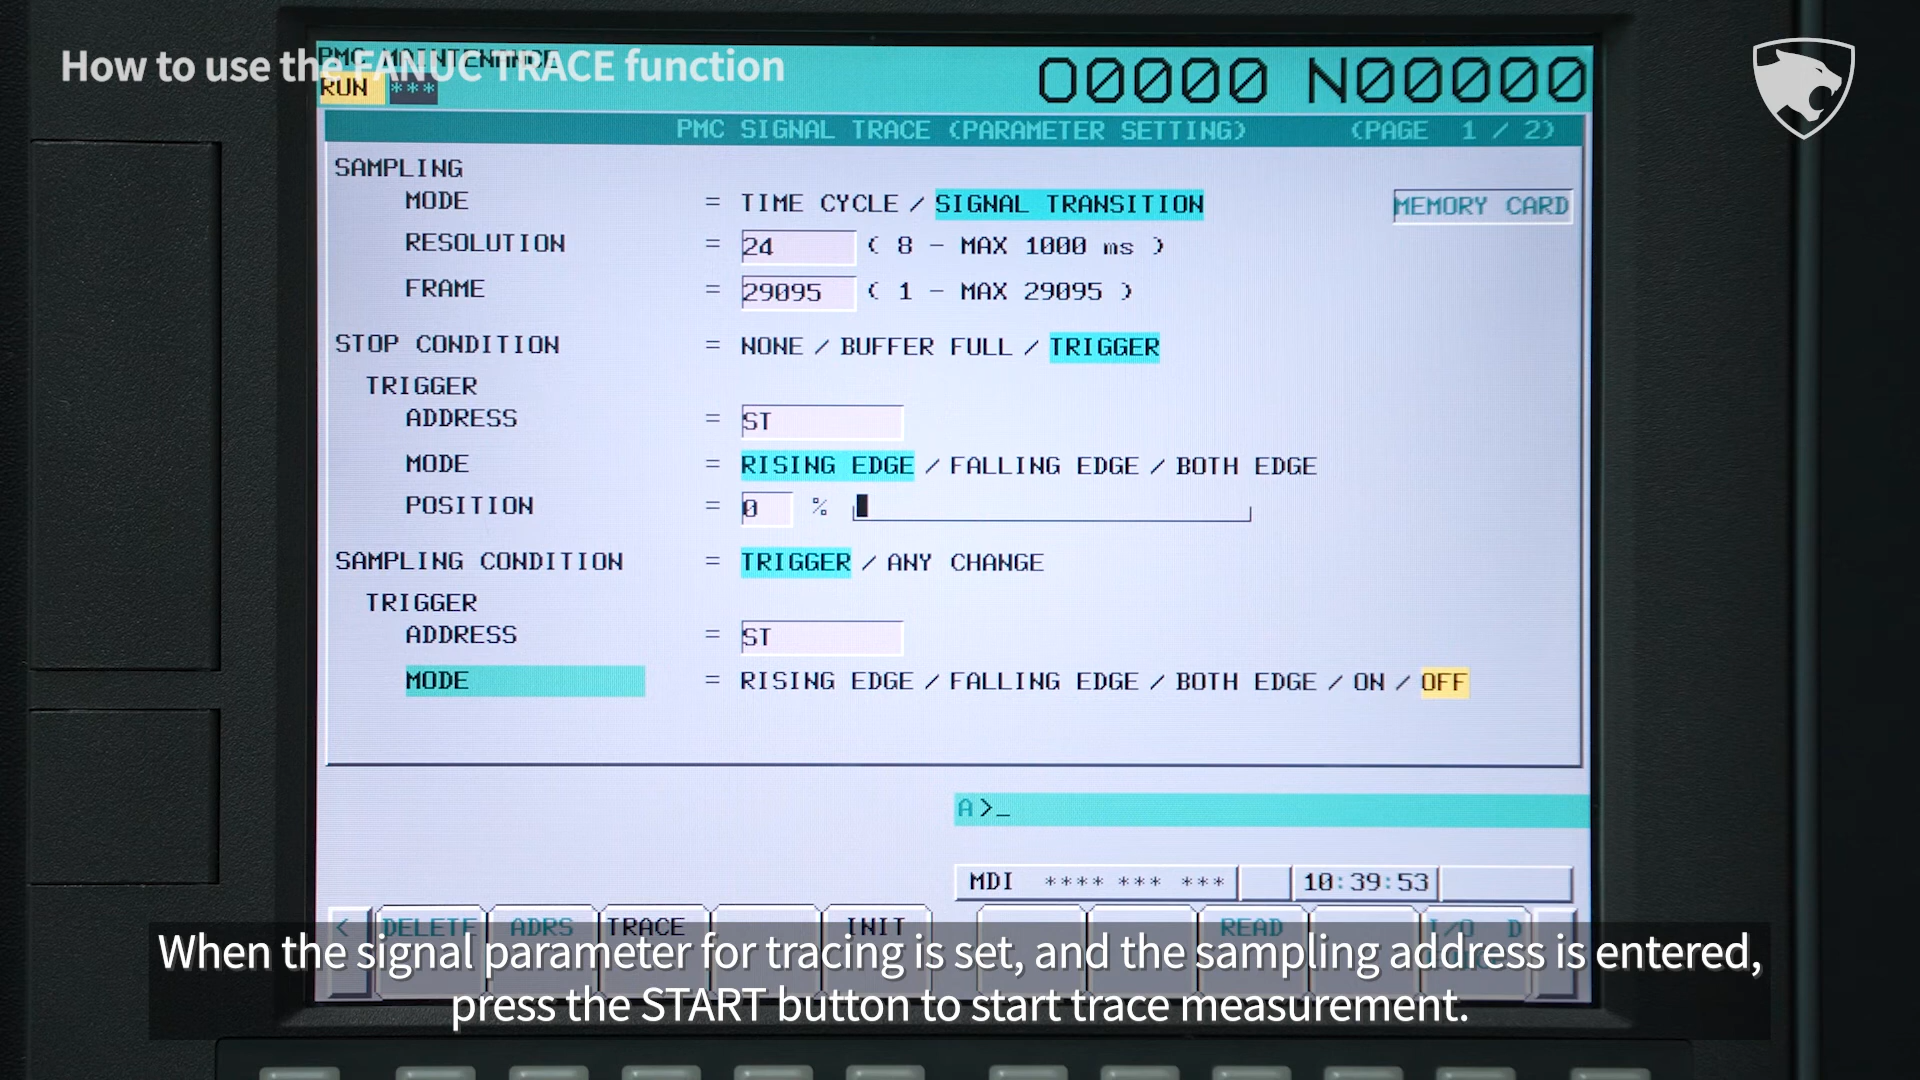 How to use the FANUC TRACE function
PMC MAINTENANCE
RUN ***
O0000 N00000
PMC SIGNAL TRACE (PARAMETER SETTING) (PAGE 1 / 2)
SAMPLING
MODE = TIME CYCLE / SIGNAL TRANSITION
MEMORY CARD
RESOLUTION = 24 ( 8 - MAX 1000 ms )
FRAME = 29095 ( 1 - MAX 29095 )
STOP CONDITION = NONE / BUFFER FULL / TRIGGER
TRIGGER
ADDRESS = ST
MODE = RISING EDGE / FALLING EDGE / BOTH EDGE
POSITION = 0 %
SAMPLING CONDITION = TRIGGER / ANY CHANGE
TRIGGER
ADDRESS = ST
MODE = RISING EDGE / FALLING EDGE / BOTH EDGE / ON / OFF
A >_
MDI **** *** *** 10:39:53
< DELETE ADRS TRACE INIT READ I/O D
When the signal parameter for tracing is set, and the sampling address is entered,
press the START button to start trace measurement.